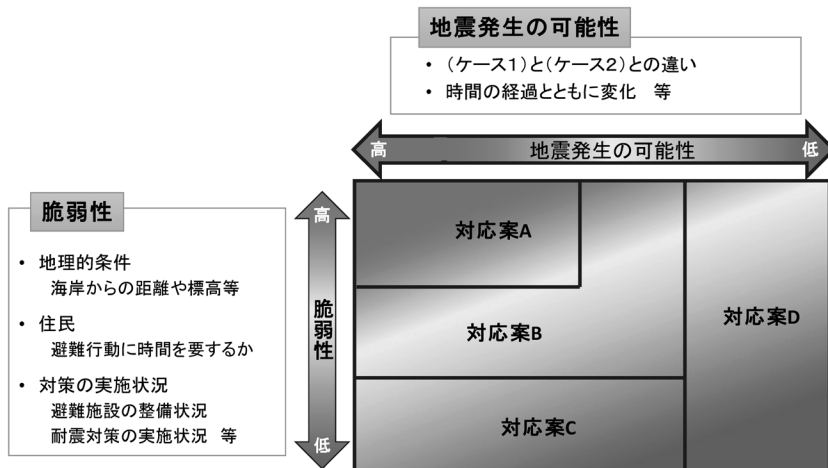 地震発生の可能性
・ (ケース1)と(ケース2)との違い
・ 時間の経過とともに変化 等
高 地震発生の可能性 低
脆弱性
・ 地理的条件
海岸からの距離や標高等
・ 住民
避難行動に時間を要するか
・ 対策の実施状況
避難施設の整備状況
耐震対策の実施状況 等
高
脆弱性
低
対応案A
対応案B
対応案C
対応案D